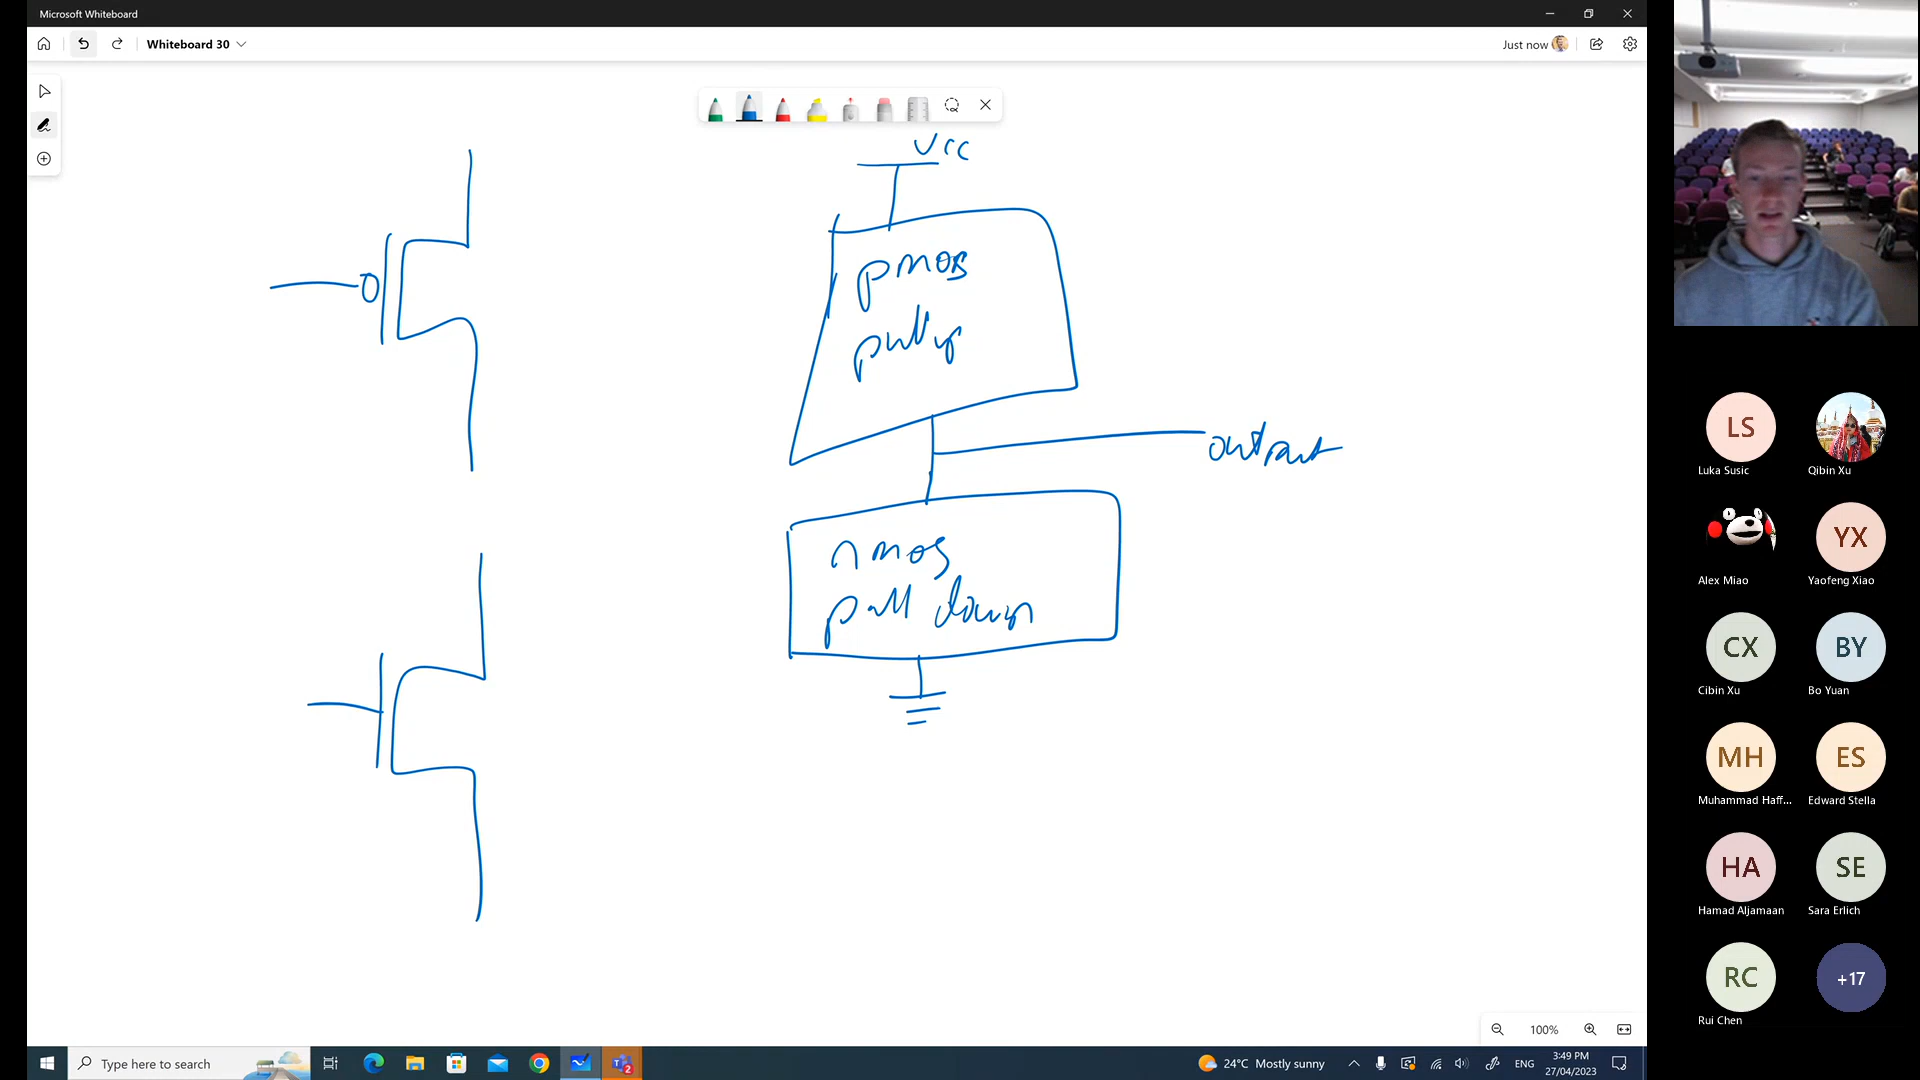 Microsoft Whiteboard
Whiteboard 30
Just now
Vcc
pmos
pull up
output
nmos
pull down
LS
Luka Susic
Qibin Xu
Alex Miao
YX
Yaofeng Xiao
CX
Cibin Xu
BY
Bo Yuan
MH
Muhammad Haff...
ES
Edward Stella
HA
Hamad Aljamaan
SE
Sara Erlich
RC
Rui Chen
+17
100%
Type here to search
2
24°C Mostly sunny
ENG
3:49 PM
27/04/2023